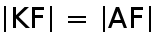 |KF| = |AF|